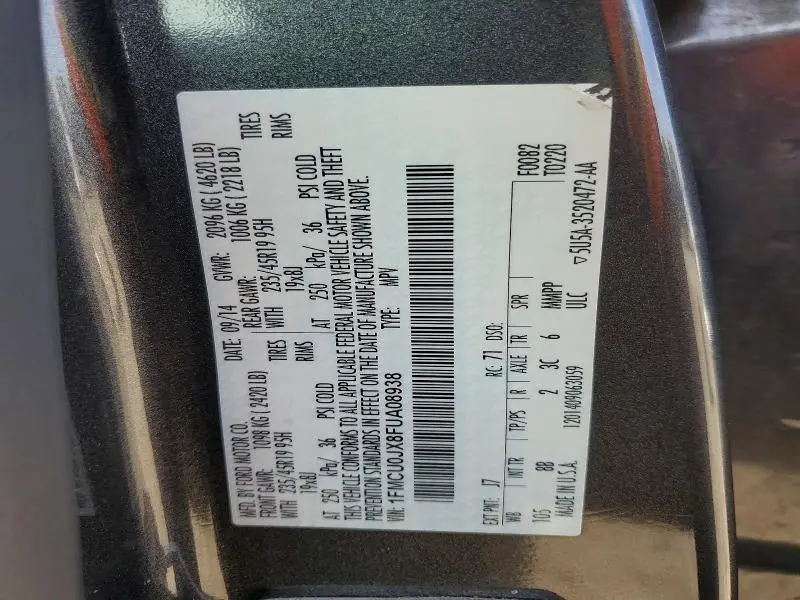 MFD. BY FORD MOTOR CO.
DATE: 09/14 GVWR: 2096 KG ( 4620 LB)
FRONT GAWR: 1098 KG ( 2420 LB) REAR GAWR: 1006 KG ( 2218 LB)
WITH 235/45R19 95H TIRES WITH 235/45R19 95H TIRES
19x8J RIMS 19x8J RIMS
AT 250 kPa/ 36 PSI COLD AT 250 kPa/ 36 PSI COLD
THIS VEHICLE CONFORMS TO ALL APPLICABLE FEDERAL MOTOR VEHICLE SAFETY AND THEFT
PREVENTION STANDARDS IN EFFECT ON THE DATE OF MANUFACTURE SHOWN ABOVE.
VIN: 1FMCU0JX8FUA08938 TYPE: MPV
F0082
EXT PNT: J7 RC: 71 DSO: T0220
WB INT TR TP/PS R AXLE TR SPR
105 BB 2 3C 6 MMPP
MADE IN U.S.A. 1201409063059 ULC
▽5U5A-3520472-AA